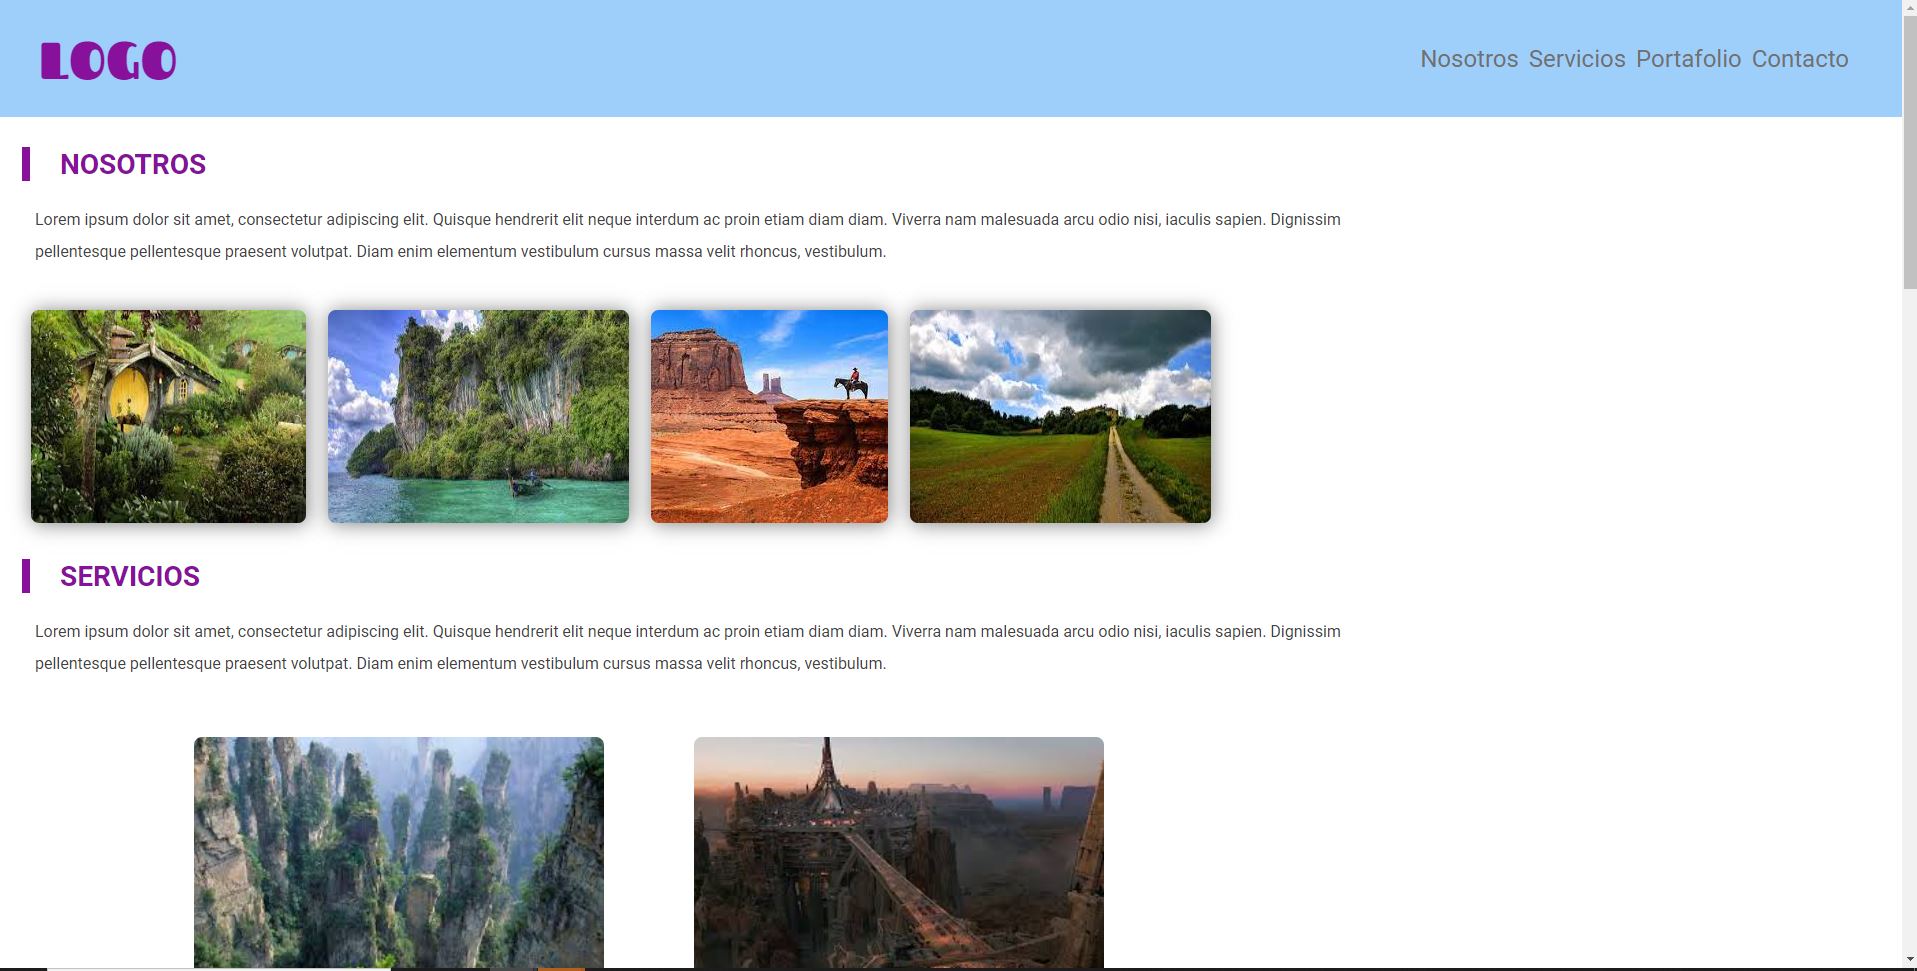 LOGO
Nosotros Servicios Portafolio Contacto
NOSOTROS
Lorem ipsum dolor sit amet, consectetur adipiscing elit. Quisque hendrerit elit neque interdum ac proin etiam diam diam. Viverra nam malesuada arcu odio nisi, iaculis sapien. Dignissim
pellentesque pellentesque praesent volutpat. Diam enim elementum vestibulum cursus massa velit rhoncus, vestibulum.
SERVICIOS
Lorem ipsum dolor sit amet, consectetur adipiscing elit. Quisque hendrerit elit neque interdum ac proin etiam diam diam. Viverra nam malesuada arcu odio nisi, iaculis sapien. Dignissim
pellentesque pellentesque praesent volutpat. Diam enim elementum vestibulum cursus massa velit rhoncus, vestibulum.